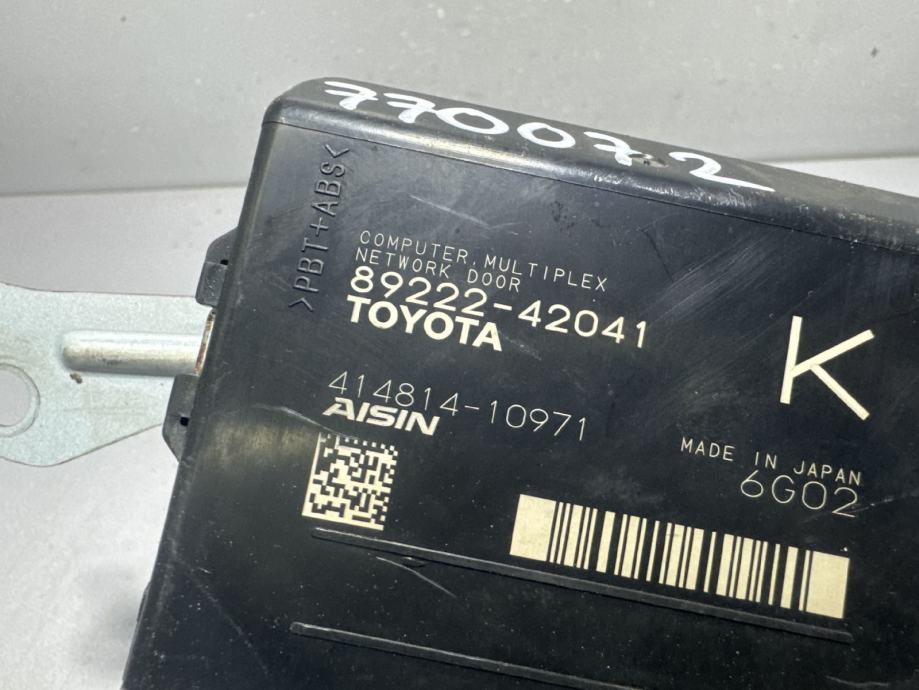 770072
>PBT+ABS<
COMPUTER, MULTIPLEX
NETWORK DOOR
89222-42041
TOYOTA
K
414814-10971
AISIN
MADE IN JAPAN
6G02